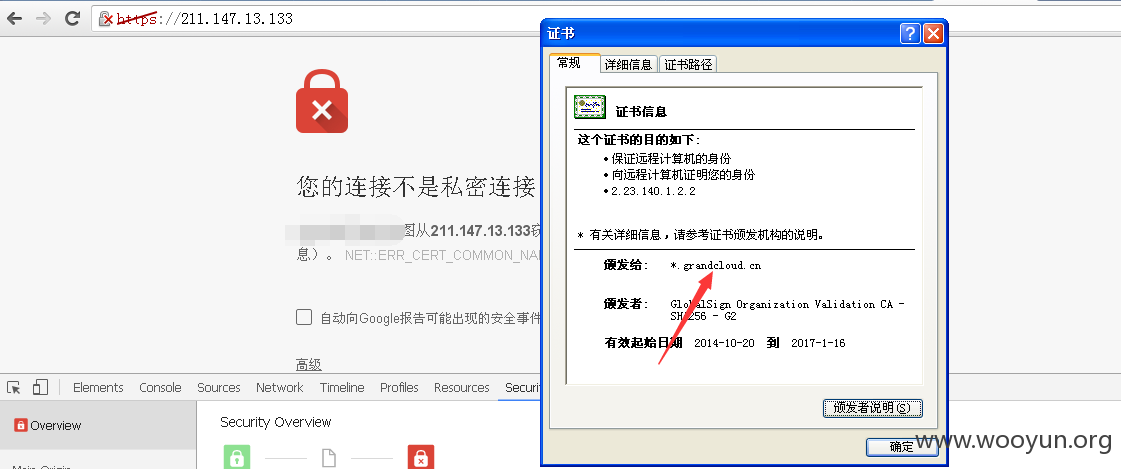 https://211.147.13.133
证书
常规 详细信息 证书路径
证书信息
这个证书的目的如下:
• 保证远程计算机的身份
• 向远程计算机证明您的身份
• 2.23.140.1.2.2
* 有关详细信息，请参考证书颁发机构的说明。
颁发给: *.grandcloud.cn
颁发者: GlobalSign Organization Validation CA -
SHA256 - G2
有效起始日期 2014-10-20 到 2017-1-16
颁发者说明(S)
确定
您的连接不是私密连接
图从211.147.13.133窃
息）。 NET::ERR_CERT_COMMON_NA
自动向Google报告可能出现的安全事件
高级
Elements Console Sources Network Timeline Profiles Resources Securi
Overview
Security Overview
Main Origin
www.wooyun.org